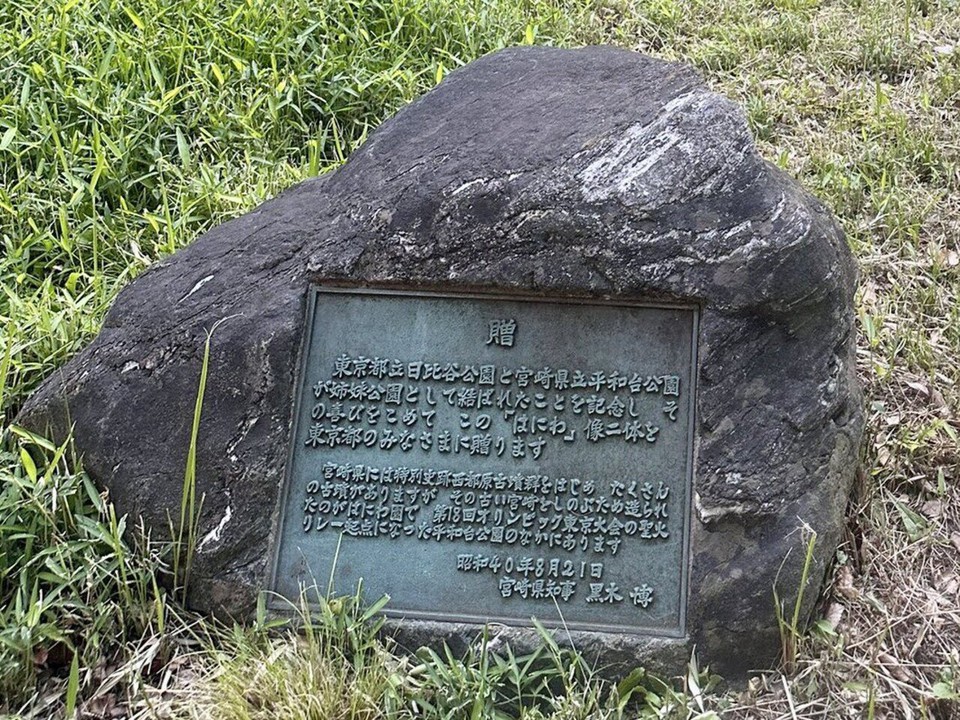 贈
東京都立日比谷公園と宮崎県立平和台公園
が姉妹公園として結ばれたことを記念し そ
の喜びをこめて この「はにわ」像二体を
東京都のみなさまに贈ります
宮崎県には特別史跡西都原古墳群をはじめ たくさん
の古墳がありますが その古い宮崎をしのぶため造られ
たのがはにわ園で 第18回オリンピック東京大会の聖火
リレー起点になった平和台公園のなかにあります
昭和40年8月21日
宮崎県知事 黒木 博